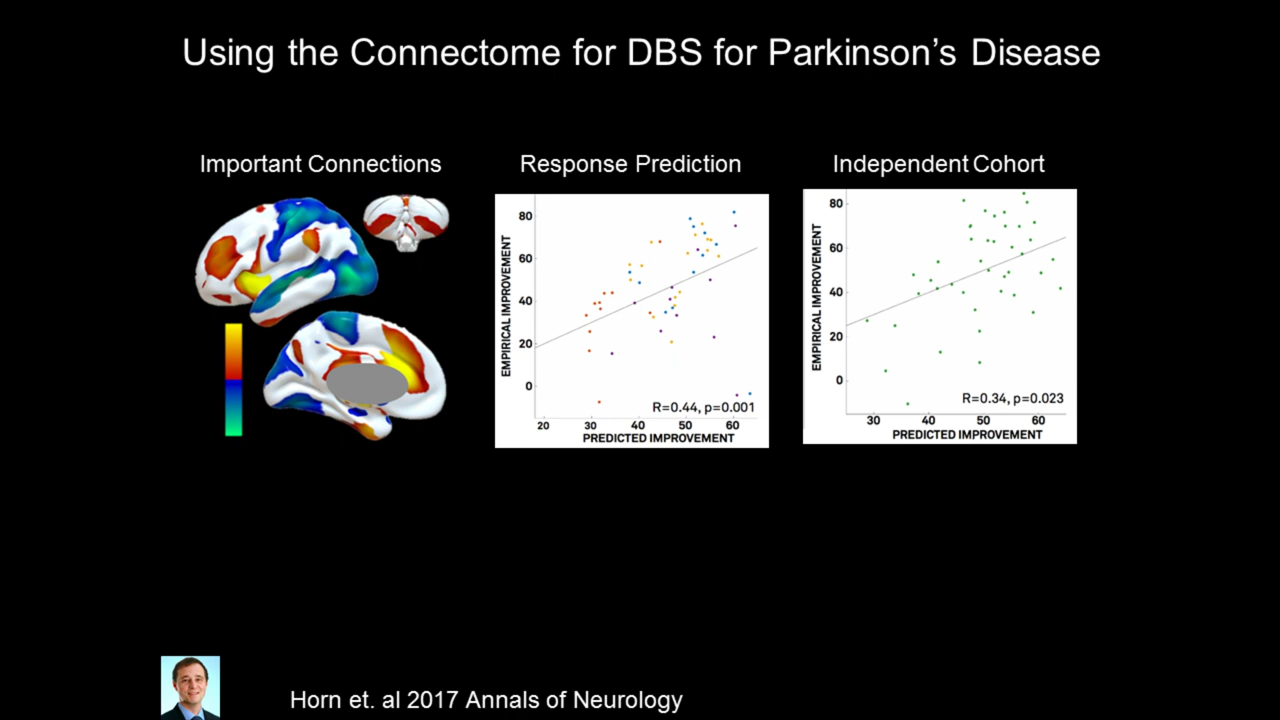 Using the Connectome for DBS for Parkinson's Disease
Important Connections
Response Prediction
Independent Cohort
EMPIRICAL IMPROVEMENT
80
60
40
20
0
R=0.44, p=0.001
20 30 40 50 60
PREDICTED IMPROVEMENT
EMPIRICAL IMPROVEMENT
80
60
40
20
0
R=0.34, p=0.023
30 40 50 60
PREDICTED IMPROVEMENT
Horn et. al 2017 Annals of Neurology